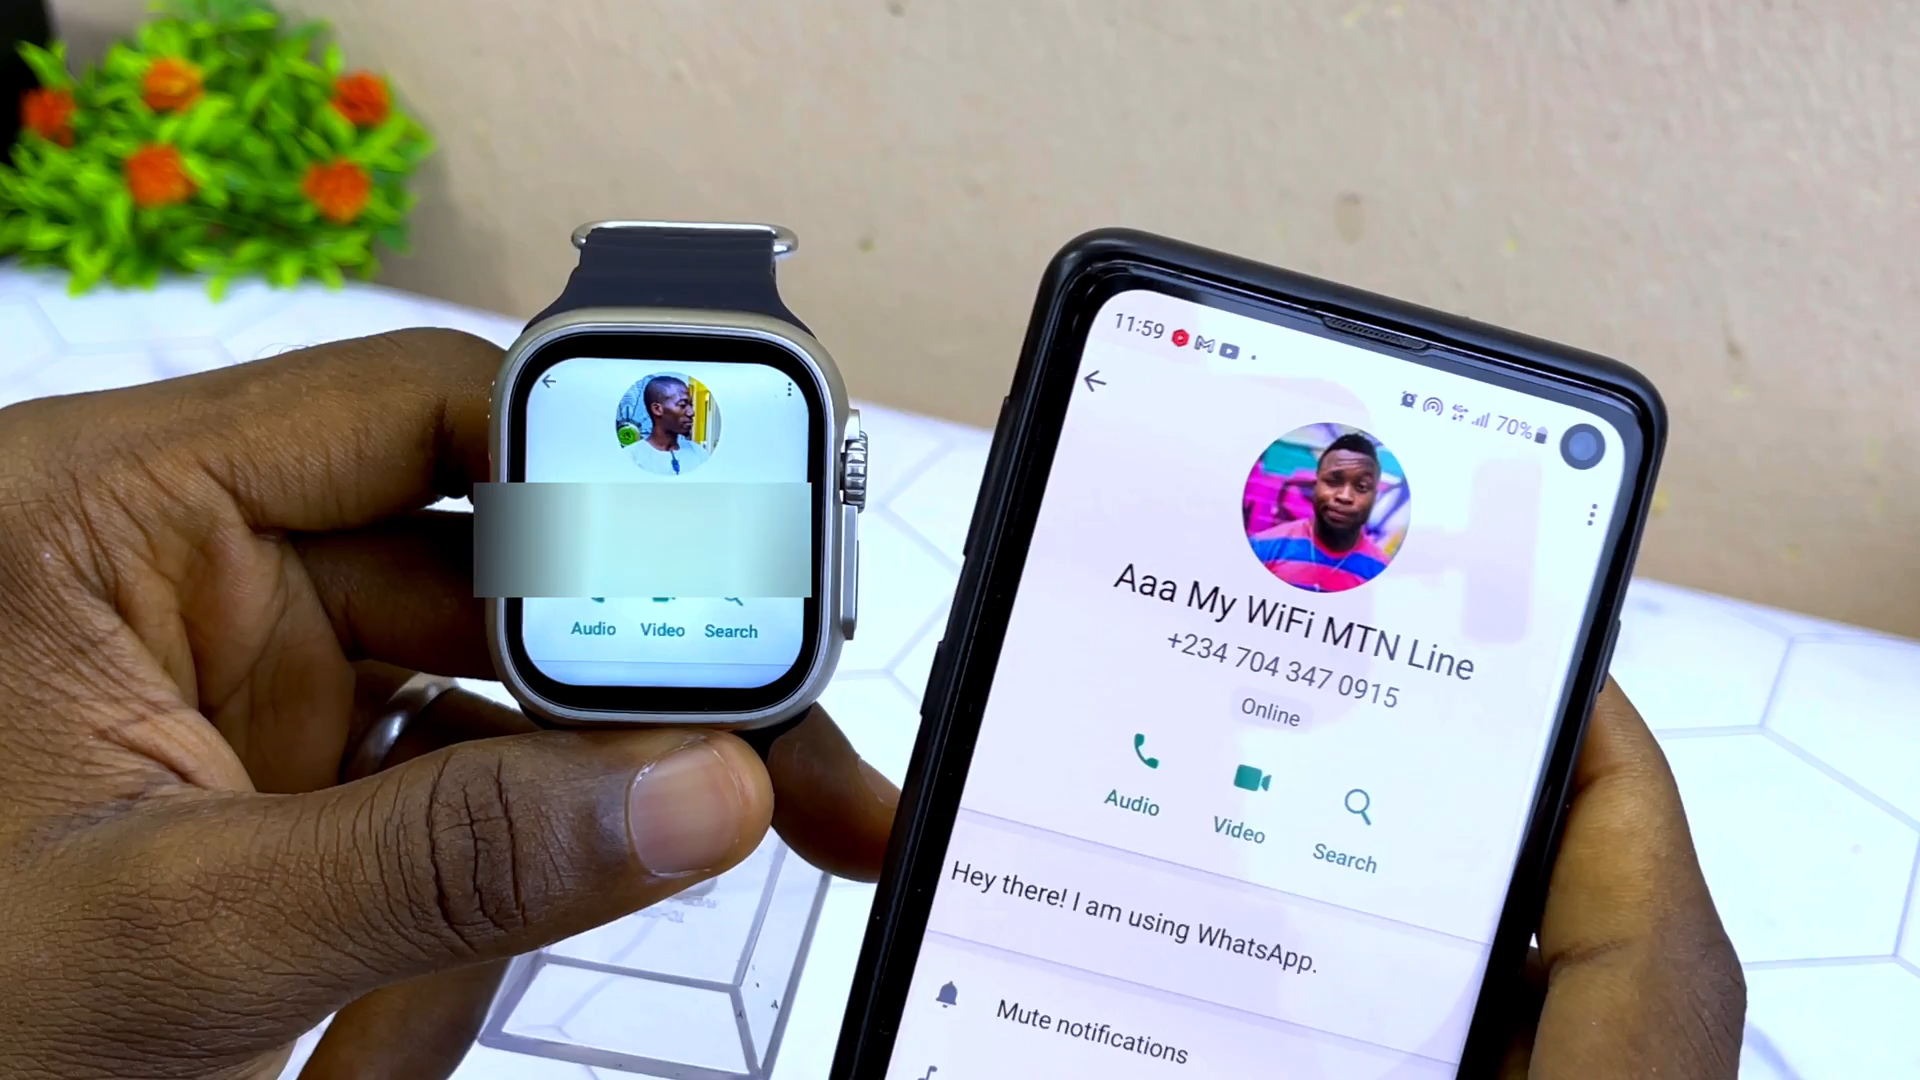 Audio Video Search
11:59
70%
Aaa My WiFi MTN Line
+234 704 347 0915
Online
Audio
Video
Search
Hey there! I am using WhatsApp.
Mute notifications